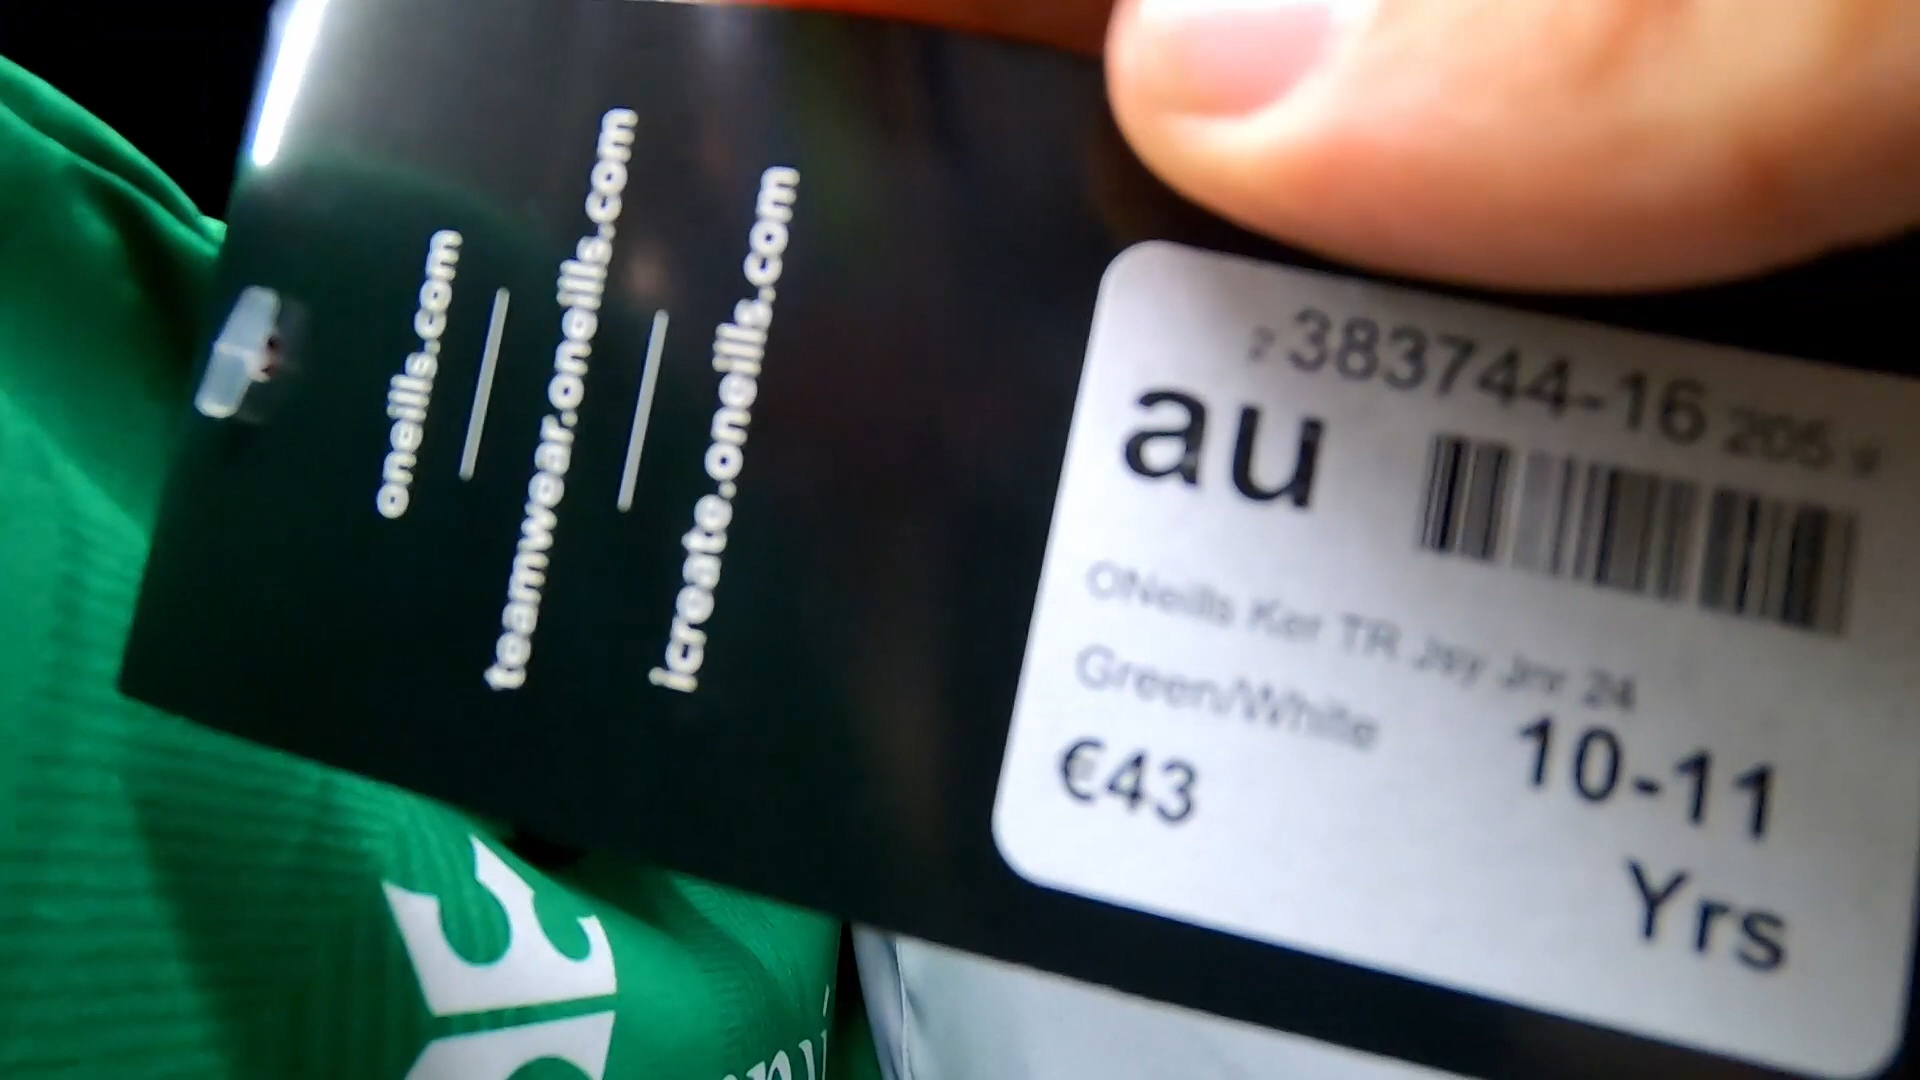 oneills.com
teamwear.oneills.com
icreate.oneills.com
2 383744-16 205
au
ONeills Ker TR Jsy Jnr 24
Green/White
€43
10-11
Yrs